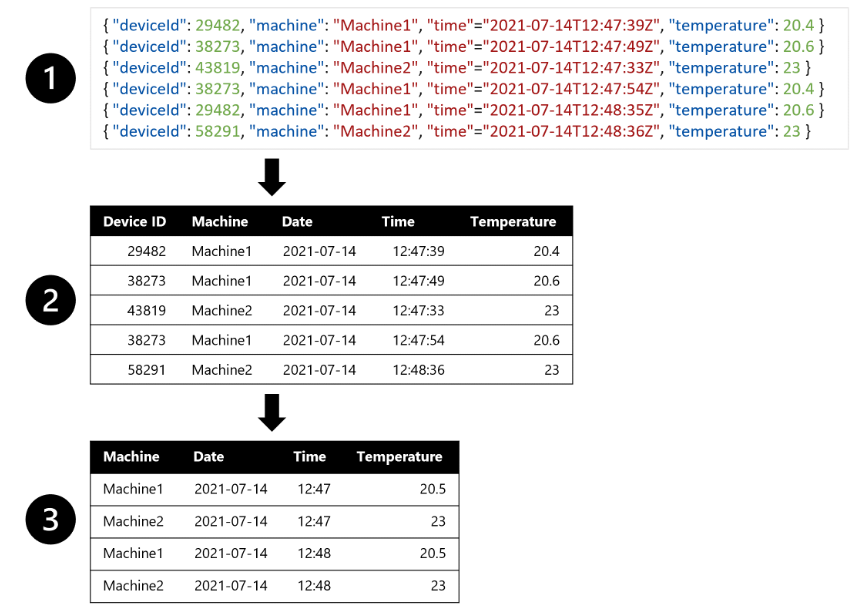 1
{ "deviceId": 29482, "machine": "Machine1", "time"="2021-07-14T12:47:39Z", "temperature": 20.4 }
{ "deviceId": 38273, "machine": "Machine1", "time"="2021-07-14T12:47:49Z", "temperature": 20.6 }
{ "deviceId": 43819, "machine": "Machine2", "time"="2021-07-14T12:47:33Z", "temperature": 23 }
{ "deviceId": 38273, "machine": "Machine1", "time"="2021-07-14T12:47:54Z", "temperature": 20.4 }
{ "deviceId": 29482, "machine": "Machine1", "time"="2021-07-14T12:48:35Z", "temperature": 20.6 }
{ "deviceId": 58291, "machine": "Machine2", "time"="2021-07-14T12:48:36Z", "temperature": 23 }
2
Device ID Machine Date Time Temperature
29482 Machine1 2021-07-14 12:47:39 20.4
38273 Machine1 2021-07-14 12:47:49 20.6
43819 Machine2 2021-07-14 12:47:33 23
38273 Machine1 2021-07-14 12:47:54 20.6
58291 Machine2 2021-07-14 12:48:36 23
3
Machine Date Time Temperature
Machine1 2021-07-14 12:47 20.5
Machine2 2021-07-14 12:47 23
Machine1 2021-07-14 12:48 20.5
Machine2 2021-07-14 12:48 23